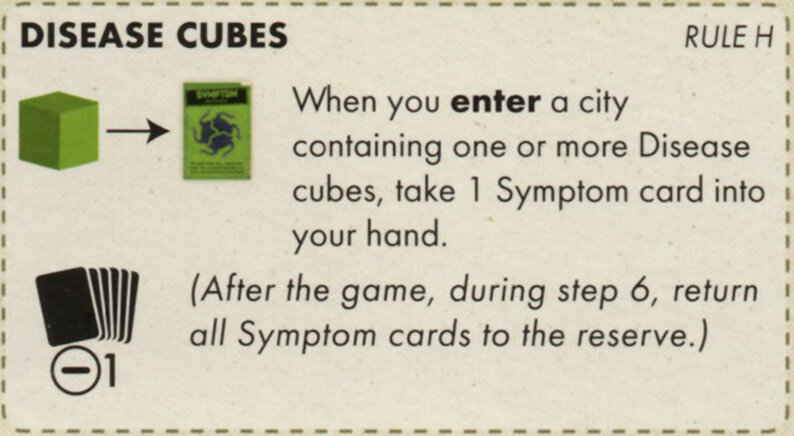 DISEASE CUBES
RULE H
SYMPTOM
When you enter a city
containing one or more Disease
cubes, take 1 Symptom card into
your hand.
(After the game, during step 6, return
all Symptom cards to the reserve.)
−1